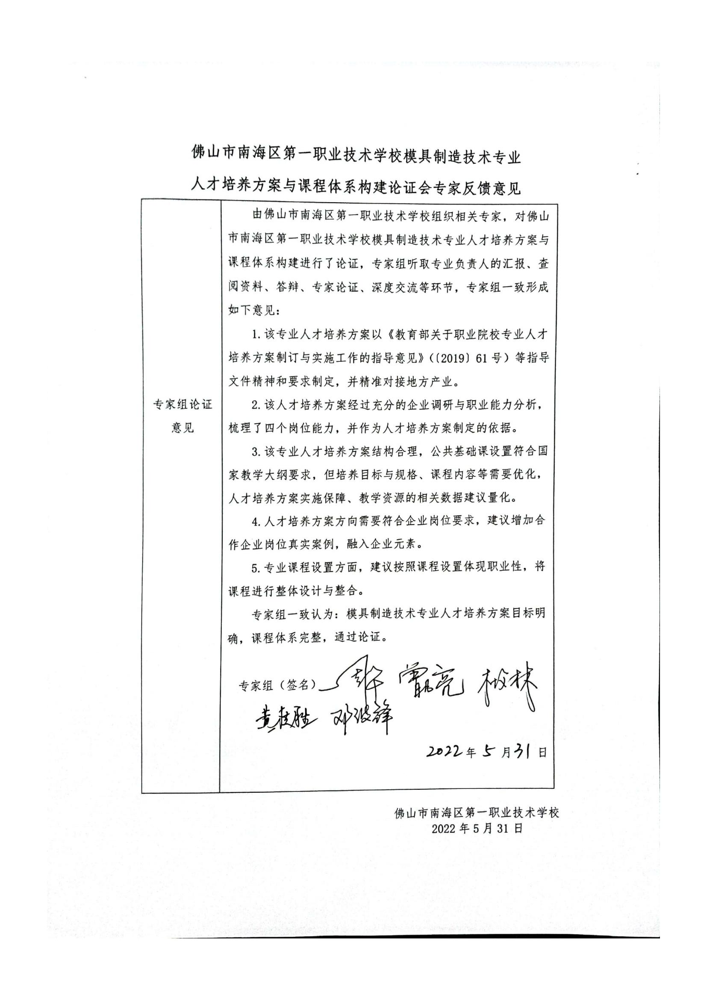 佛山市南海区第一职业技术学校模具制造技术专业
人才培养方案与课程体系构建论证会专家反馈意见
专家组论证
意见
由佛山市南海区第一职业技术学校组织相关专家，对佛山
市南海区第一职业技术学校模具制造技术专业人才培养方案与
课程体系构建进行了论证，专家组听取专业负责人的汇报、查
阅资料、答辩、专家论证、深度交流等环节，专家组一致形成
如下意见：
1.该专业人才培养方案以《教育部关于职业院校专业人才
培养方案制订与实施工作的指导意见》（〔2019〕61号）等指导
文件精神和要求制定，并精准对接地方产业。
2.该人才培养方案经过充分的企业调研与职业能力分析，
梳理了四个岗位能力，并作为人才培养方案制定的依据。
3.该专业人才培养方案结构合理，公共基础课设置符合国
家教学大纲要求，但培养目标与规格、课程内容等需要优化，
人才培养方案实施保障、教学资源的相关数据建议量化。
4.人才培养方案方向需要符合企业岗位要求，建议增加合
作企业岗位真实案例，融入企业元素。
5.专业课程设置方面，建议按照课程设置体现职业性，将
课程进行整体设计与整合。
专家组一致认为：模具制造技术专业人才培养方案目标明
确，课程体系完整，通过论证。
专家组（签名）
黄桂胜 邓波锋
2022年5月31日
佛山市南海区第一职业技术学校
2022年5月31日